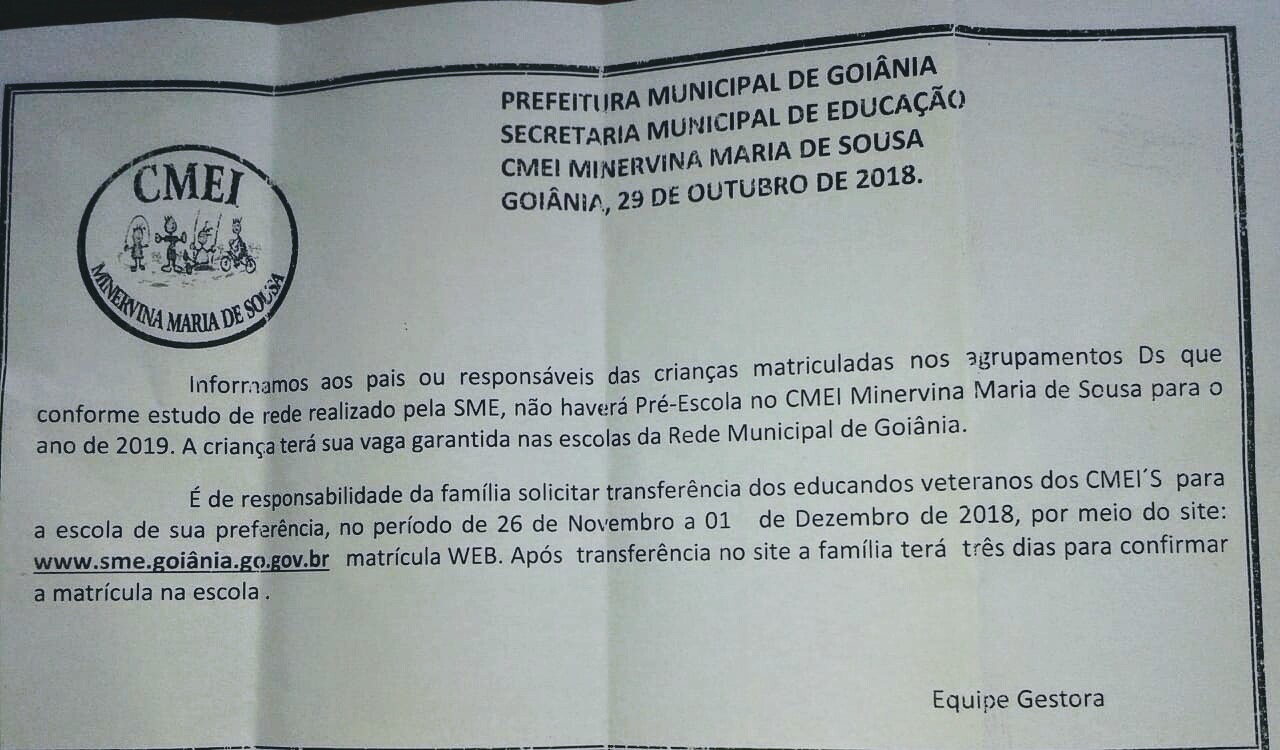 PREFEITURA MUNICIPAL DE GOIÂNIA
SECRETARIA MUNICIPAL DE EDUCAÇÃO
CMEI MINERVINA MARIA DE SOUSA
GOIÂNIA, 29 DE OUTUBRO DE 2018.
CMEI
MINERVINA MARIA DE SOUSA
Informamos aos pais ou responsáveis das crianças matriculadas nos agrupamentos Ds que
conforme estudo de rede realizado pela SME, não haverá Pré-Escola no CMEI Minervina Maria de Sousa para o
ano de 2019. A criança terá sua vaga garantida nas escolas da Rede Municipal de Goiânia.
É de responsabilidade da família solicitar transferência dos educandos veteranos dos CMEI´S para
a escola de sua preferência, no período de 26 de Novembro a 01 de Dezembro de 2018, por meio do site:
www.sme.goiânia.go.gov.br matrícula WEB. Após transferência no site a família terá três dias para confirmar
a matrícula na escola.
Equipe Gestora